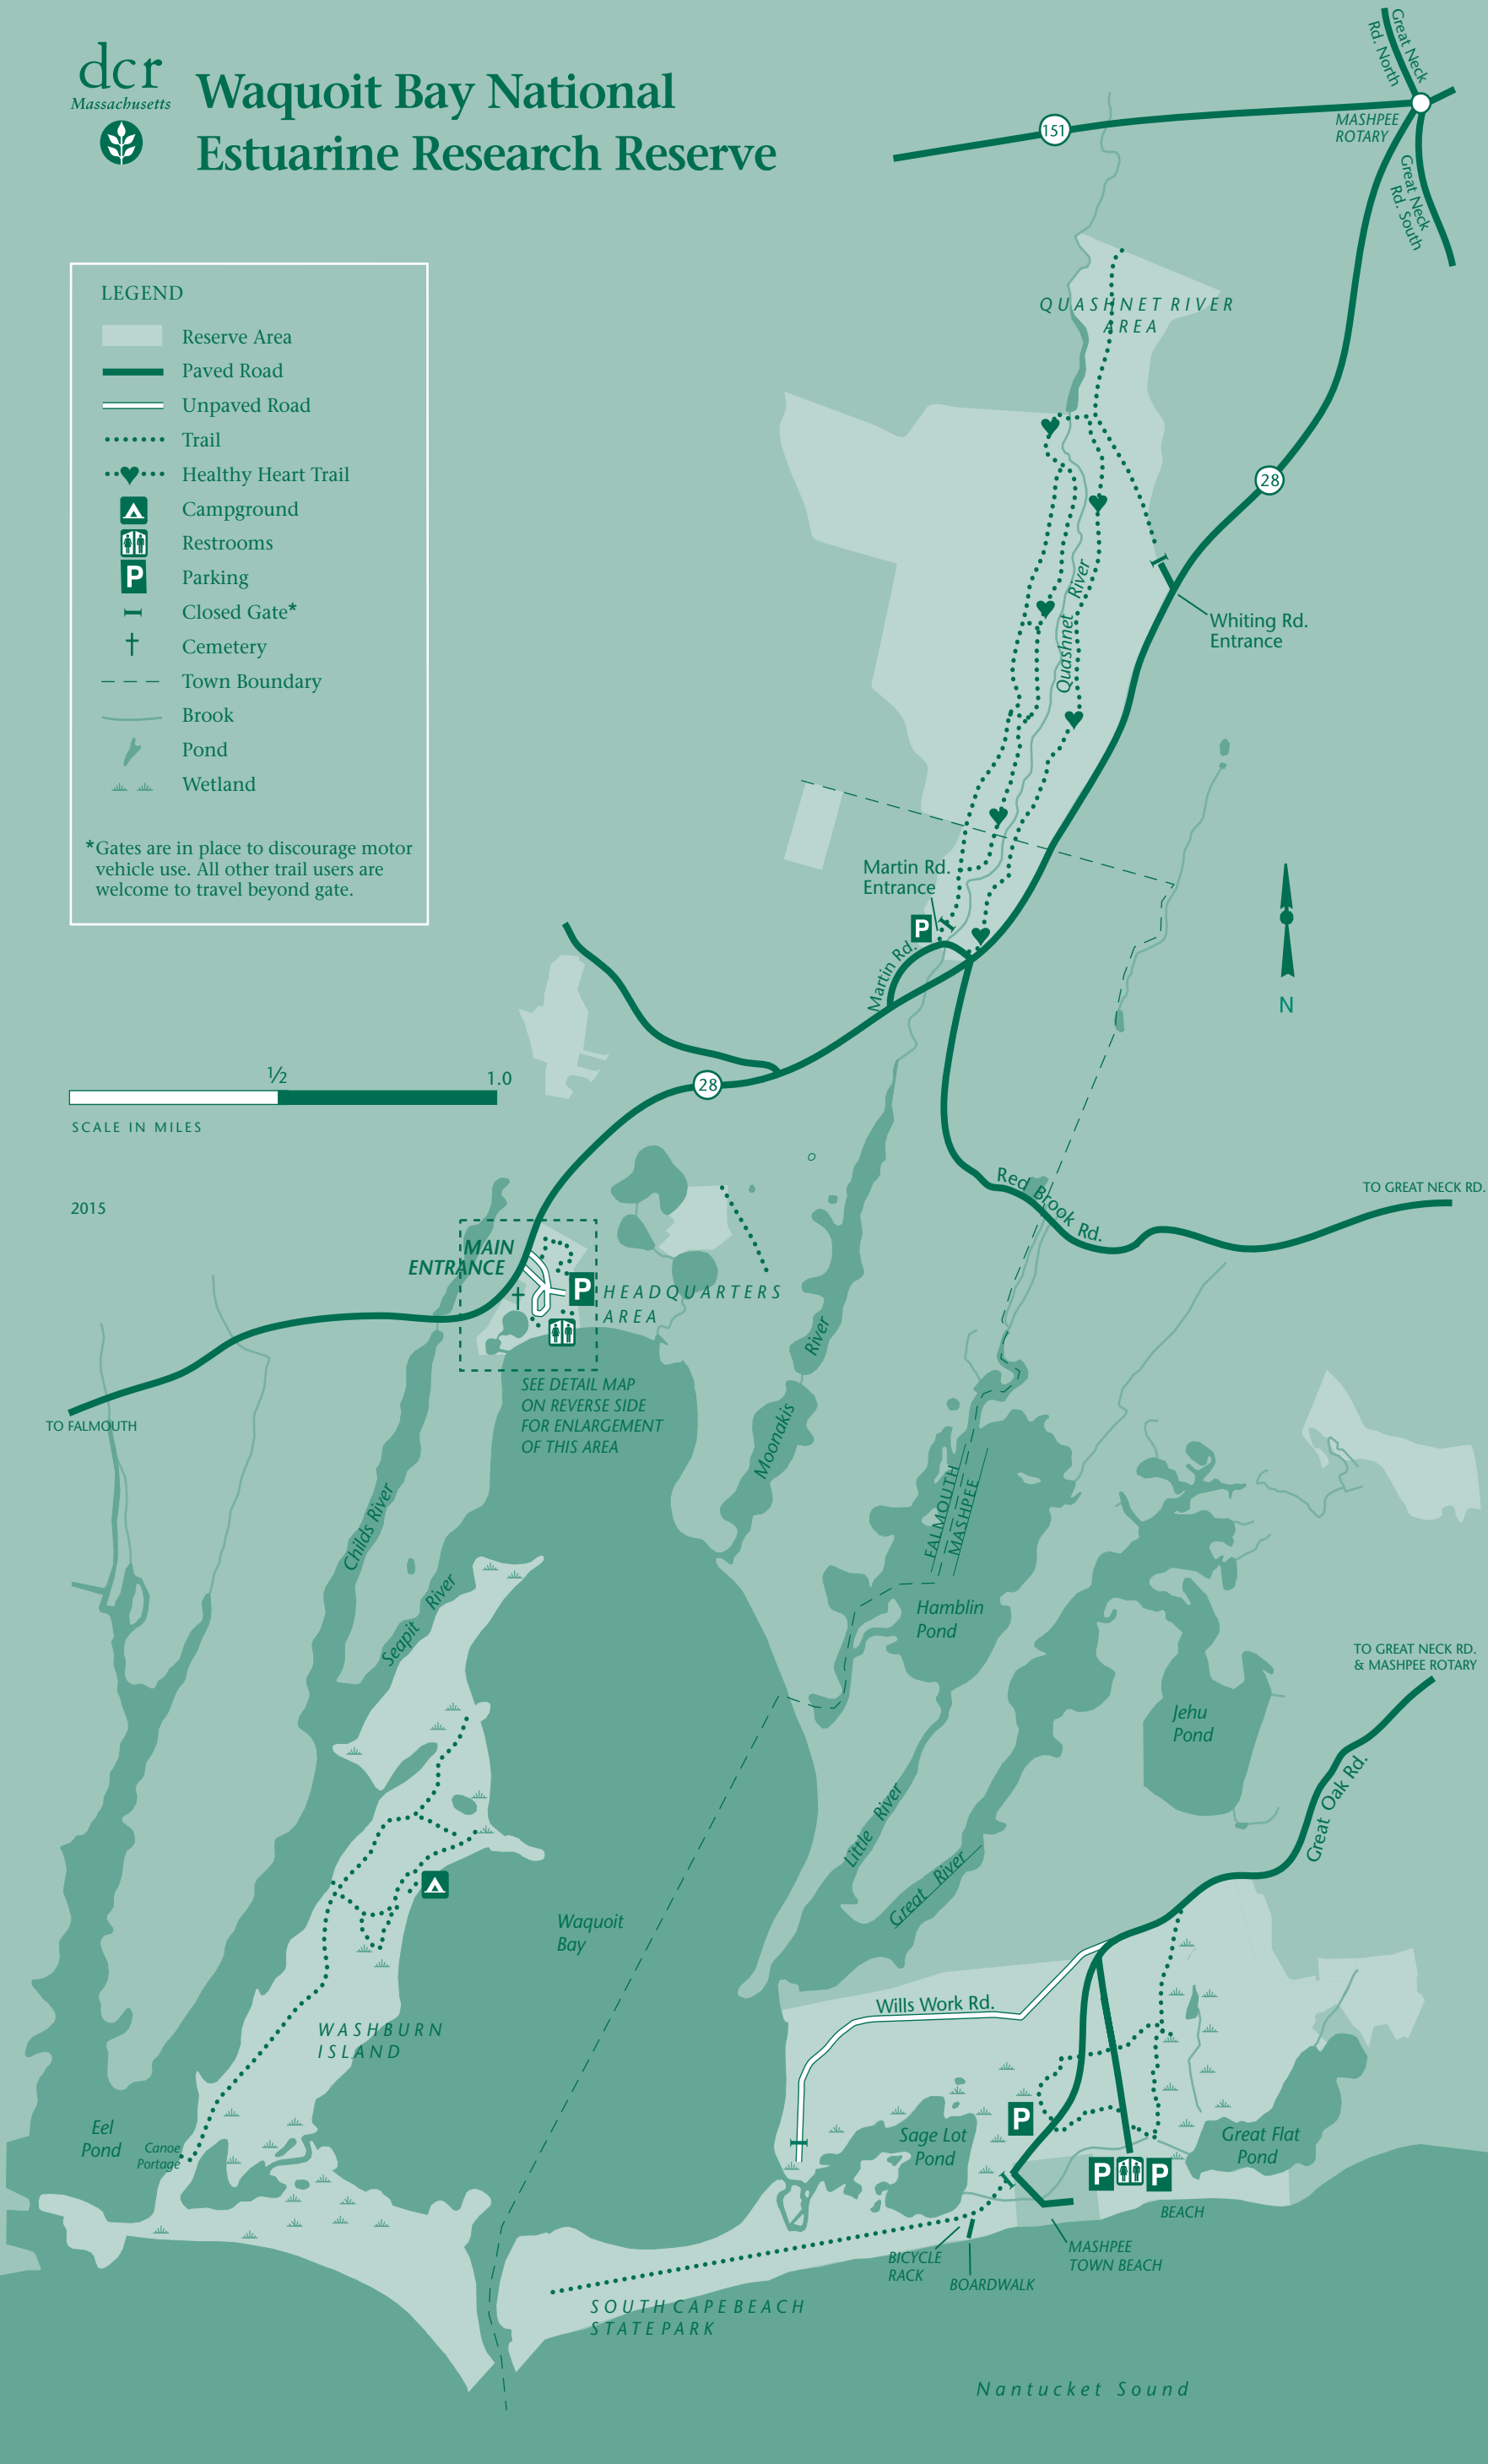 dcr
Massachusetts
Waquoit Bay National
Estuarine Research Reserve
Great Neck
Rd. North
151
MASHPEE
ROTARY
Great Neck
Rd. South
LEGEND
Reserve Area
Paved Road
Unpaved Road
Trail
Healthy Heart Trail
Campground
Restrooms
P Parking
Closed Gate*
Cemetery
Town Boundary
Brook
Pond
Wetland
*Gates are in place to discourage motor
vehicle use. All other trail users are
welcome to travel beyond gate.
QUASHNET RIVER
AREA
28
Quashnet River
Whiting Rd.
Entrance
Martin Rd.
Entrance
P
Martin Rd.
N
½ 1.0
SCALE IN MILES
28
2015
Red Brook Rd.
TO GREAT NECK RD.
MAIN
ENTRANCE
P
HEADQUARTERS
AREA
SEE DETAIL MAP
ON REVERSE SIDE
FOR ENLARGEMENT
OF THIS AREA
TO FALMOUTH
Moonakis River
Childs River
Seapit River
FALMOUTH
MASHPEE
Hamblin
Pond
TO GREAT NECK RD.
& MASHPEE ROTARY
Jehu
Pond
Great Oak Rd.
Little River
Great River
Waquoit
Bay
WASHBURN
ISLAND
Wills Work Rd.
Eel
Pond
Canoe
Portage
P
Sage Lot
Pond
Great Flat
Pond
P
P
BEACH
MASHPEE
TOWN BEACH
BICYCLE
RACK
BOARDWALK
SOUTH CAPE BEACH
STATE PARK
Nantucket Sound